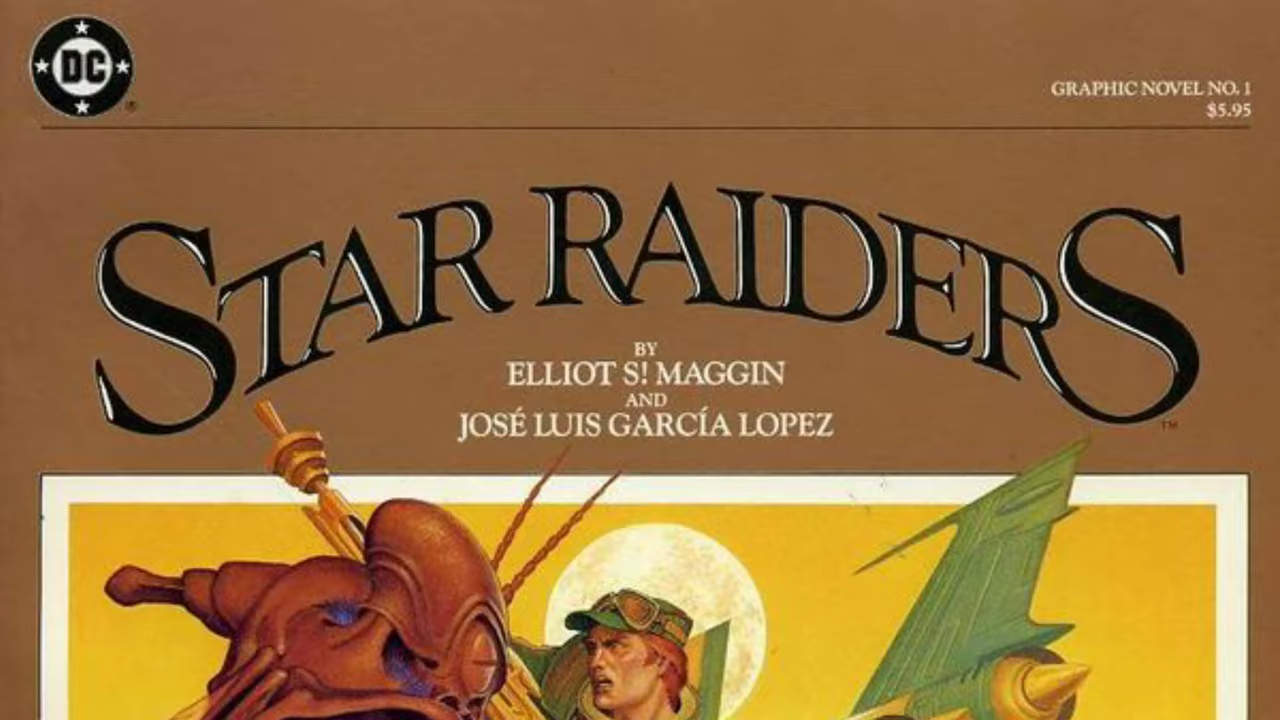 DC
®
GRAPHIC NOVEL NO. 1
$5.95
STAR RAIDERS
™
BY
ELLIOT S! MAGGIN
AND
JOSÉ LUIS GARCÍA LOPEZ